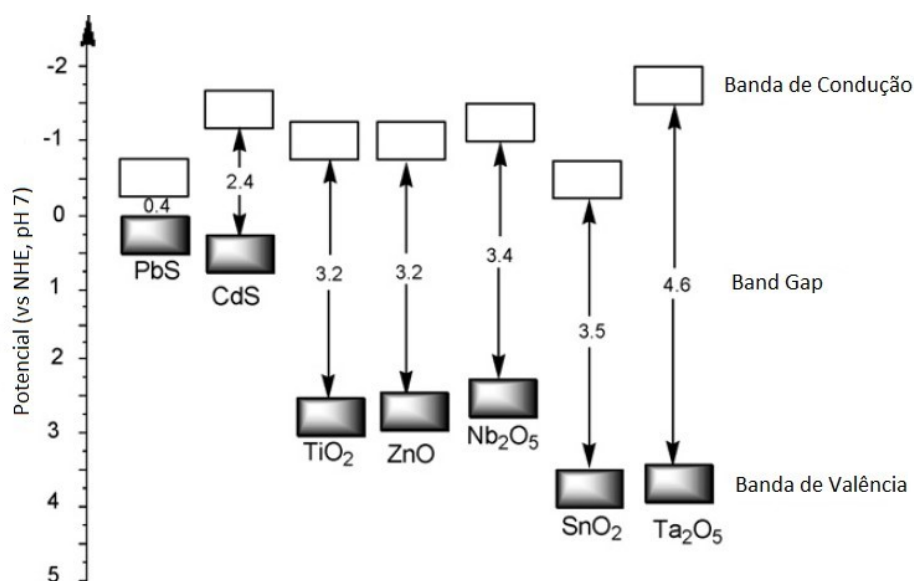 Potencial (vs NHE, pH 7)
-2
-1
0
1
2
3
4
5
0.4
PbS
2.4
CdS
3.2
TiO₂
3.2
ZnO
3.4
Nb₂O₅
3.5
SnO₂
4.6
Ta₂O₅
Banda de Condução
Band Gap
Banda de Valência